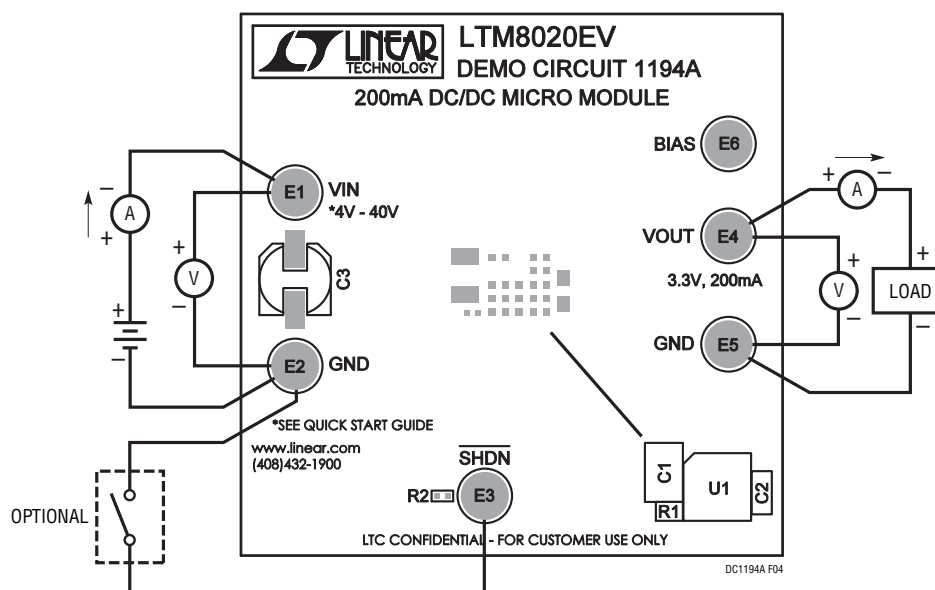 LINEAR
TECHNOLOGY
LTM8020EV
DEMO CIRCUIT 1194A
200mA DC/DC MICRO MODULE
BIAS E6
– A +
+ A –
E1 VIN
*4V - 40V
VOUT E4
3.3V, 200mA
+ V –
+ V –
+ LOAD –
C3
+ –
GND E5
E2 GND
*SEE QUICK START GUIDE
www.linear.com
(408)432-1900
SHDN
R2 E3
C1
R1
U1
C2
OPTIONAL
LTC CONFIDENTIAL - FOR CUSTOMER USE ONLY
DC1194A F04